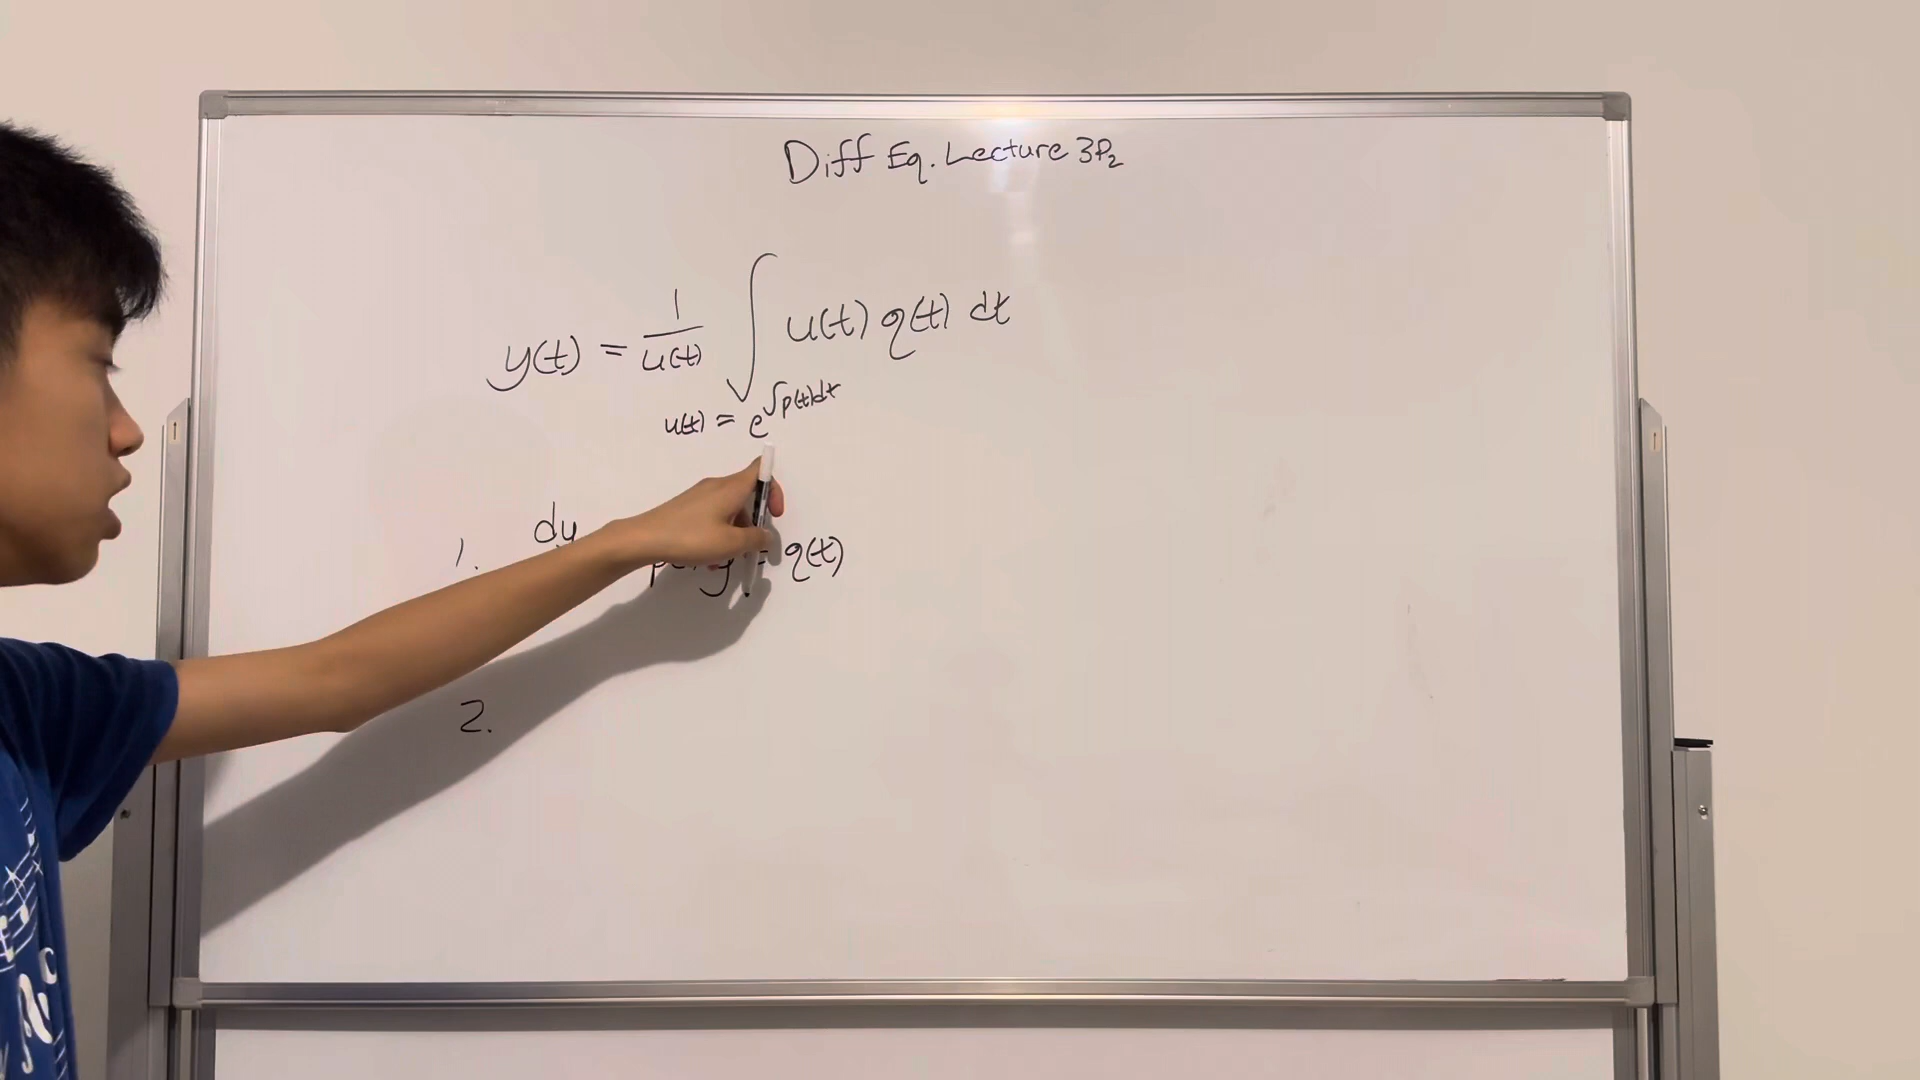 Diff Eq. Lecture 3P₂
y(t) = 1/u(t) ∫ u(t) q(t) dt
u(t) = e^∫p(t)dt
1. dy y = q(t)
2.